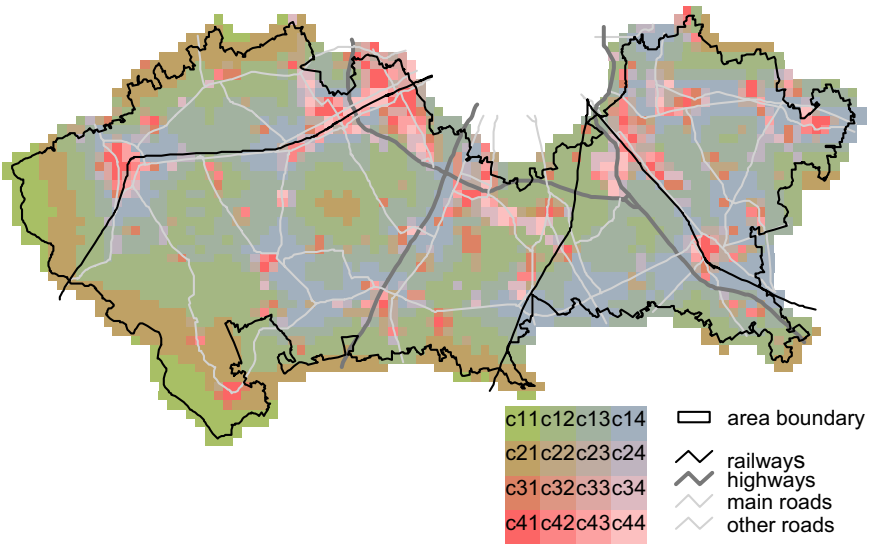 c11 c12 c13 c14
c21 c22 c23 c24
c31 c32 c33 c34
c41 c42 c43 c44
area boundary
railways
highways
main roads
other roads